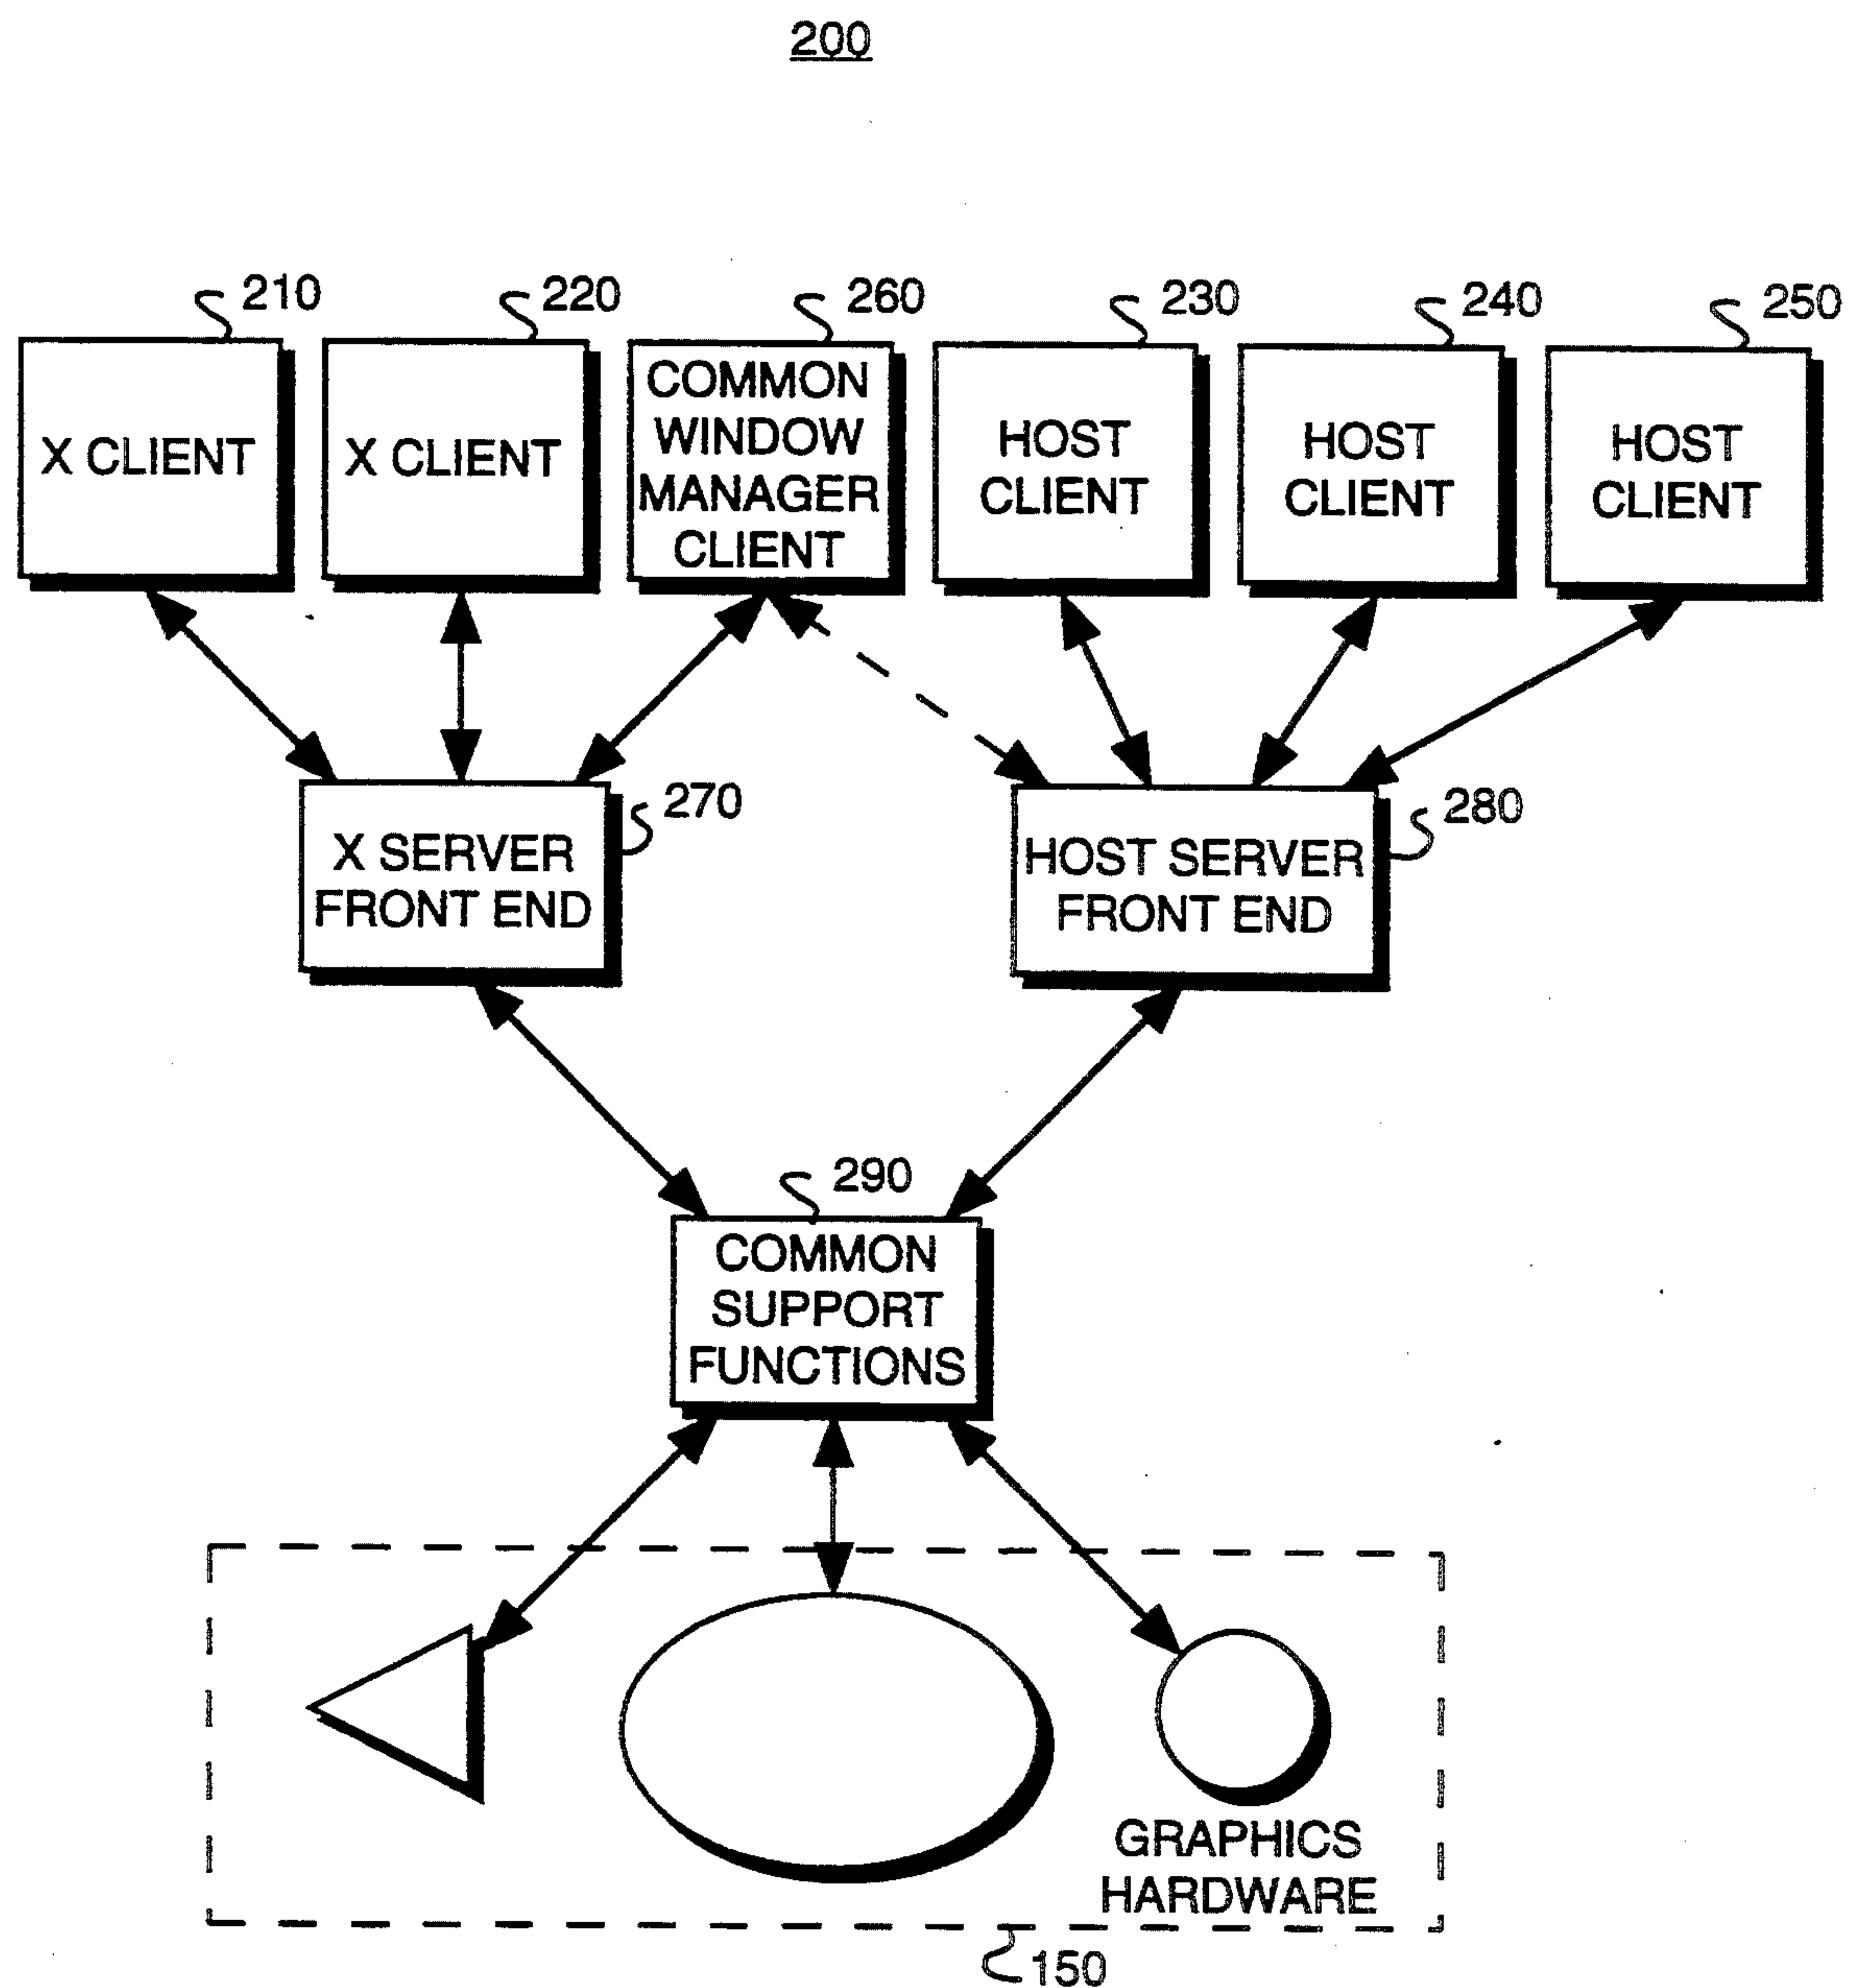 200
210
220
260
230
240
250
X CLIENT
X CLIENT
COMMON
WINDOW
MANAGER
CLIENT
HOST
CLIENT
HOST
CLIENT
HOST
CLIENT
270
X SERVER
FRONT END
280
HOST SERVER
FRONT END
290
COMMON
SUPPORT
FUNCTIONS
GRAPHICS
HARDWARE
150